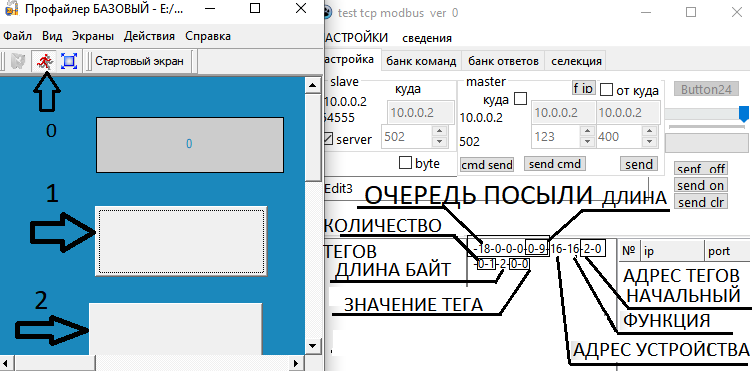 Профайлер БАЗОВЫЙ - E:/...
Файл Вид Экраны Действия Справка
Стартовый экран
0
0
1
2
test tcp modbus ver 0
АСТРОЙКИ сведения
стройка банк команд банк ответов селекция
slave
куда
10.0.0.2
10.0.0.2
54555
server
502
byte
master
куда
f ip
от куда
10.0.0.2
10.0.0.2
10.0.0.2
502
123
400
cmd send
send cmd
send
Button24
send on
send clr
Edit3
ОЧЕРЕДЬ ПОСЫЛИ ДЛИНА
КОЛИЧЕСТВО
ТЕГОВ
-18-0-0-0-0-9-16-16-2-0
-0-1-2-0-0
ДЛИНА БАЙТ
ЗНАЧЕНИЕ ТЕГА
№ ip port
АДРЕС ТЕГОВ
НАЧАЛЬНЫЙ
ФУНКЦИЯ
АДРЕС УСТРОЙСТВА